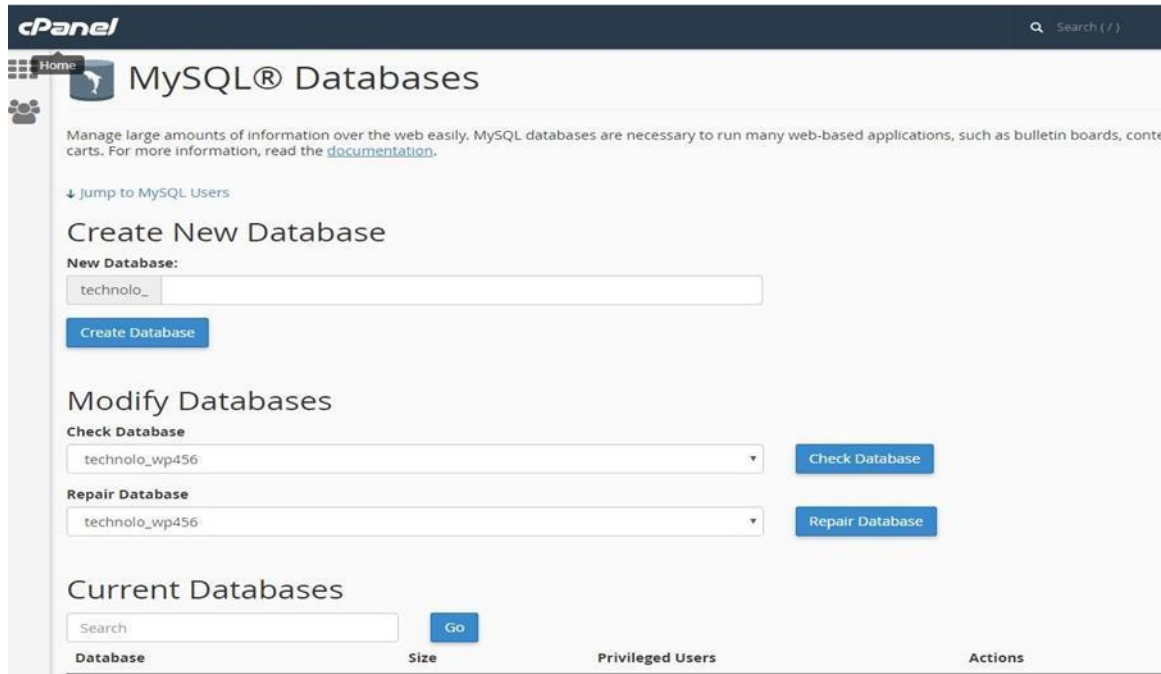 cPanel
Search ( / )
Home
MySQL® Databases
Manage large amounts of information over the web easily. MySQL databases are necessary to run many web-based applications, such as bulletin boards,
carts. For more information, read the documentation.
Jump to MySQL Users
Create New Database
New Database:
technolo_
Create Database
Modify Databases
Check Database
technolo_wp456
Check Database
Repair Database
technolo_wp456
Repair Database
Current Databases
Search
Go
Database Size Privileged Users Actions